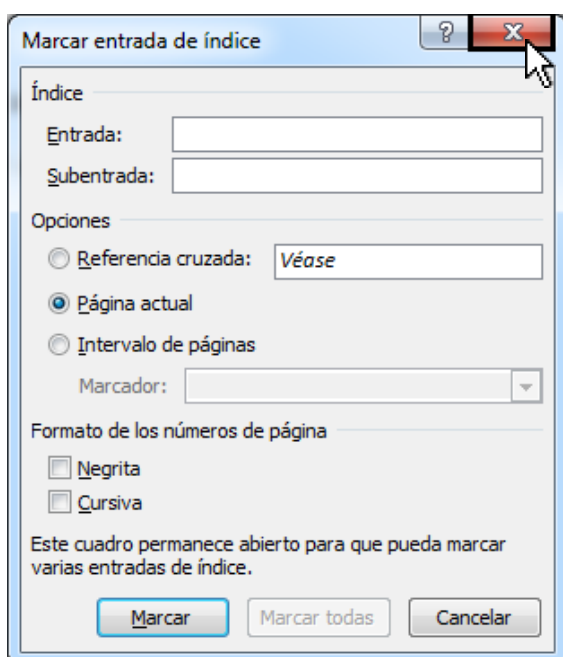 Marcar entrada de índice
?
X
Índice
Entrada:
Subentrada:
Opciones
Referencia cruzada: Véase
Página actual
Intervalo de páginas
Marcador:
Formato de los números de página
Negrita
Cursiva
Este cuadro permanece abierto para que pueda marcar
varias entradas de índice.
Marcar Marcar todas Cancelar